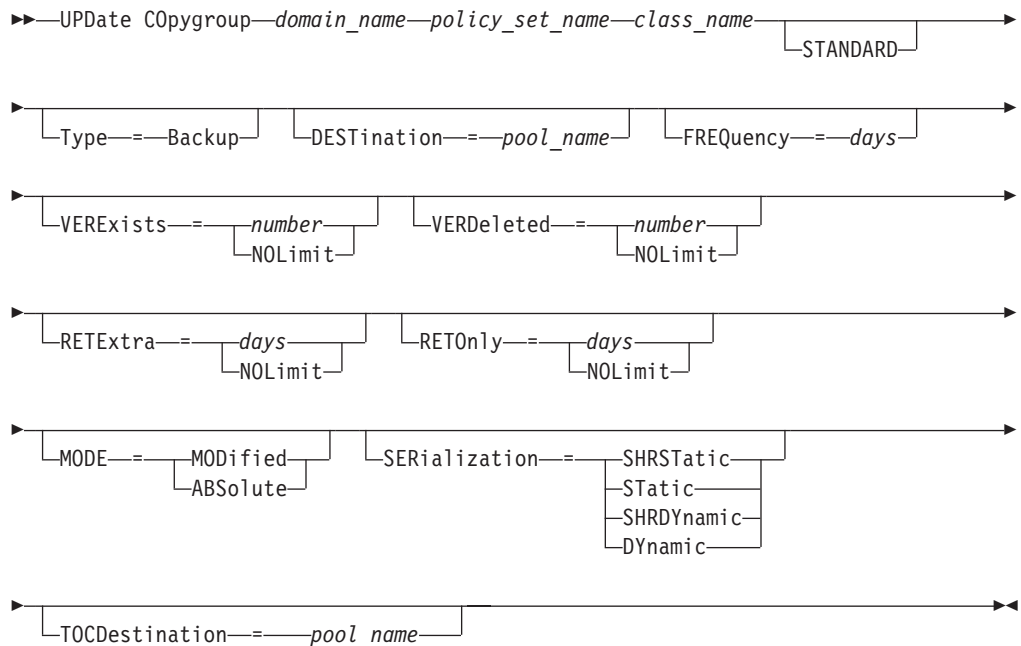 UPDate COpygroup domain_name policy_set_name class_name
STANDARD
Type = Backup DESTination = pool_name FREQuency = days
VERExists = number VERDeleted = number
NOLimit NOLimit
RETExtra = days RETOnly = days
NOLimit NOLimit
MODE = MODified SERialization = SHRSTatic
ABSolute STatic
SHRDYnamic
DYnamic
TOCDestination = pool name